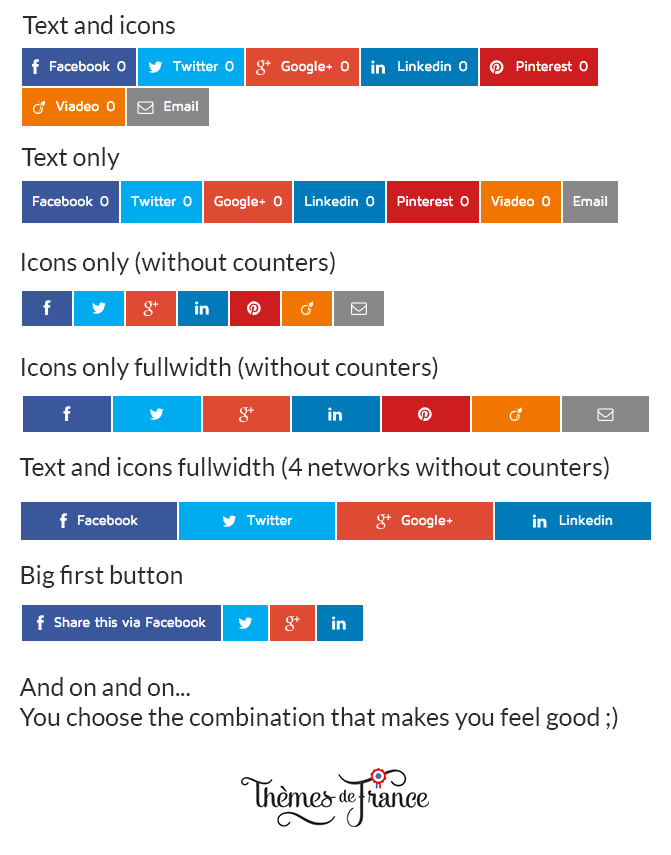 Text and icons
Facebook 0 Twitter 0 Google+ 0 Linkedin 0 Pinterest 0
Viadeo 0 Email
Text only
Facebook 0 Twitter 0 Google+ 0 Linkedin 0 Pinterest 0 Viadeo 0 Email
Icons only (without counters)
Icons only fullwidth (without counters)
Text and icons fullwidth (4 networks without counters)
Facebook Twitter Google+ Linkedin
Big first button
Share this via Facebook
And on and on...
You choose the combination that makes you feel good ;)
Thèmes de France